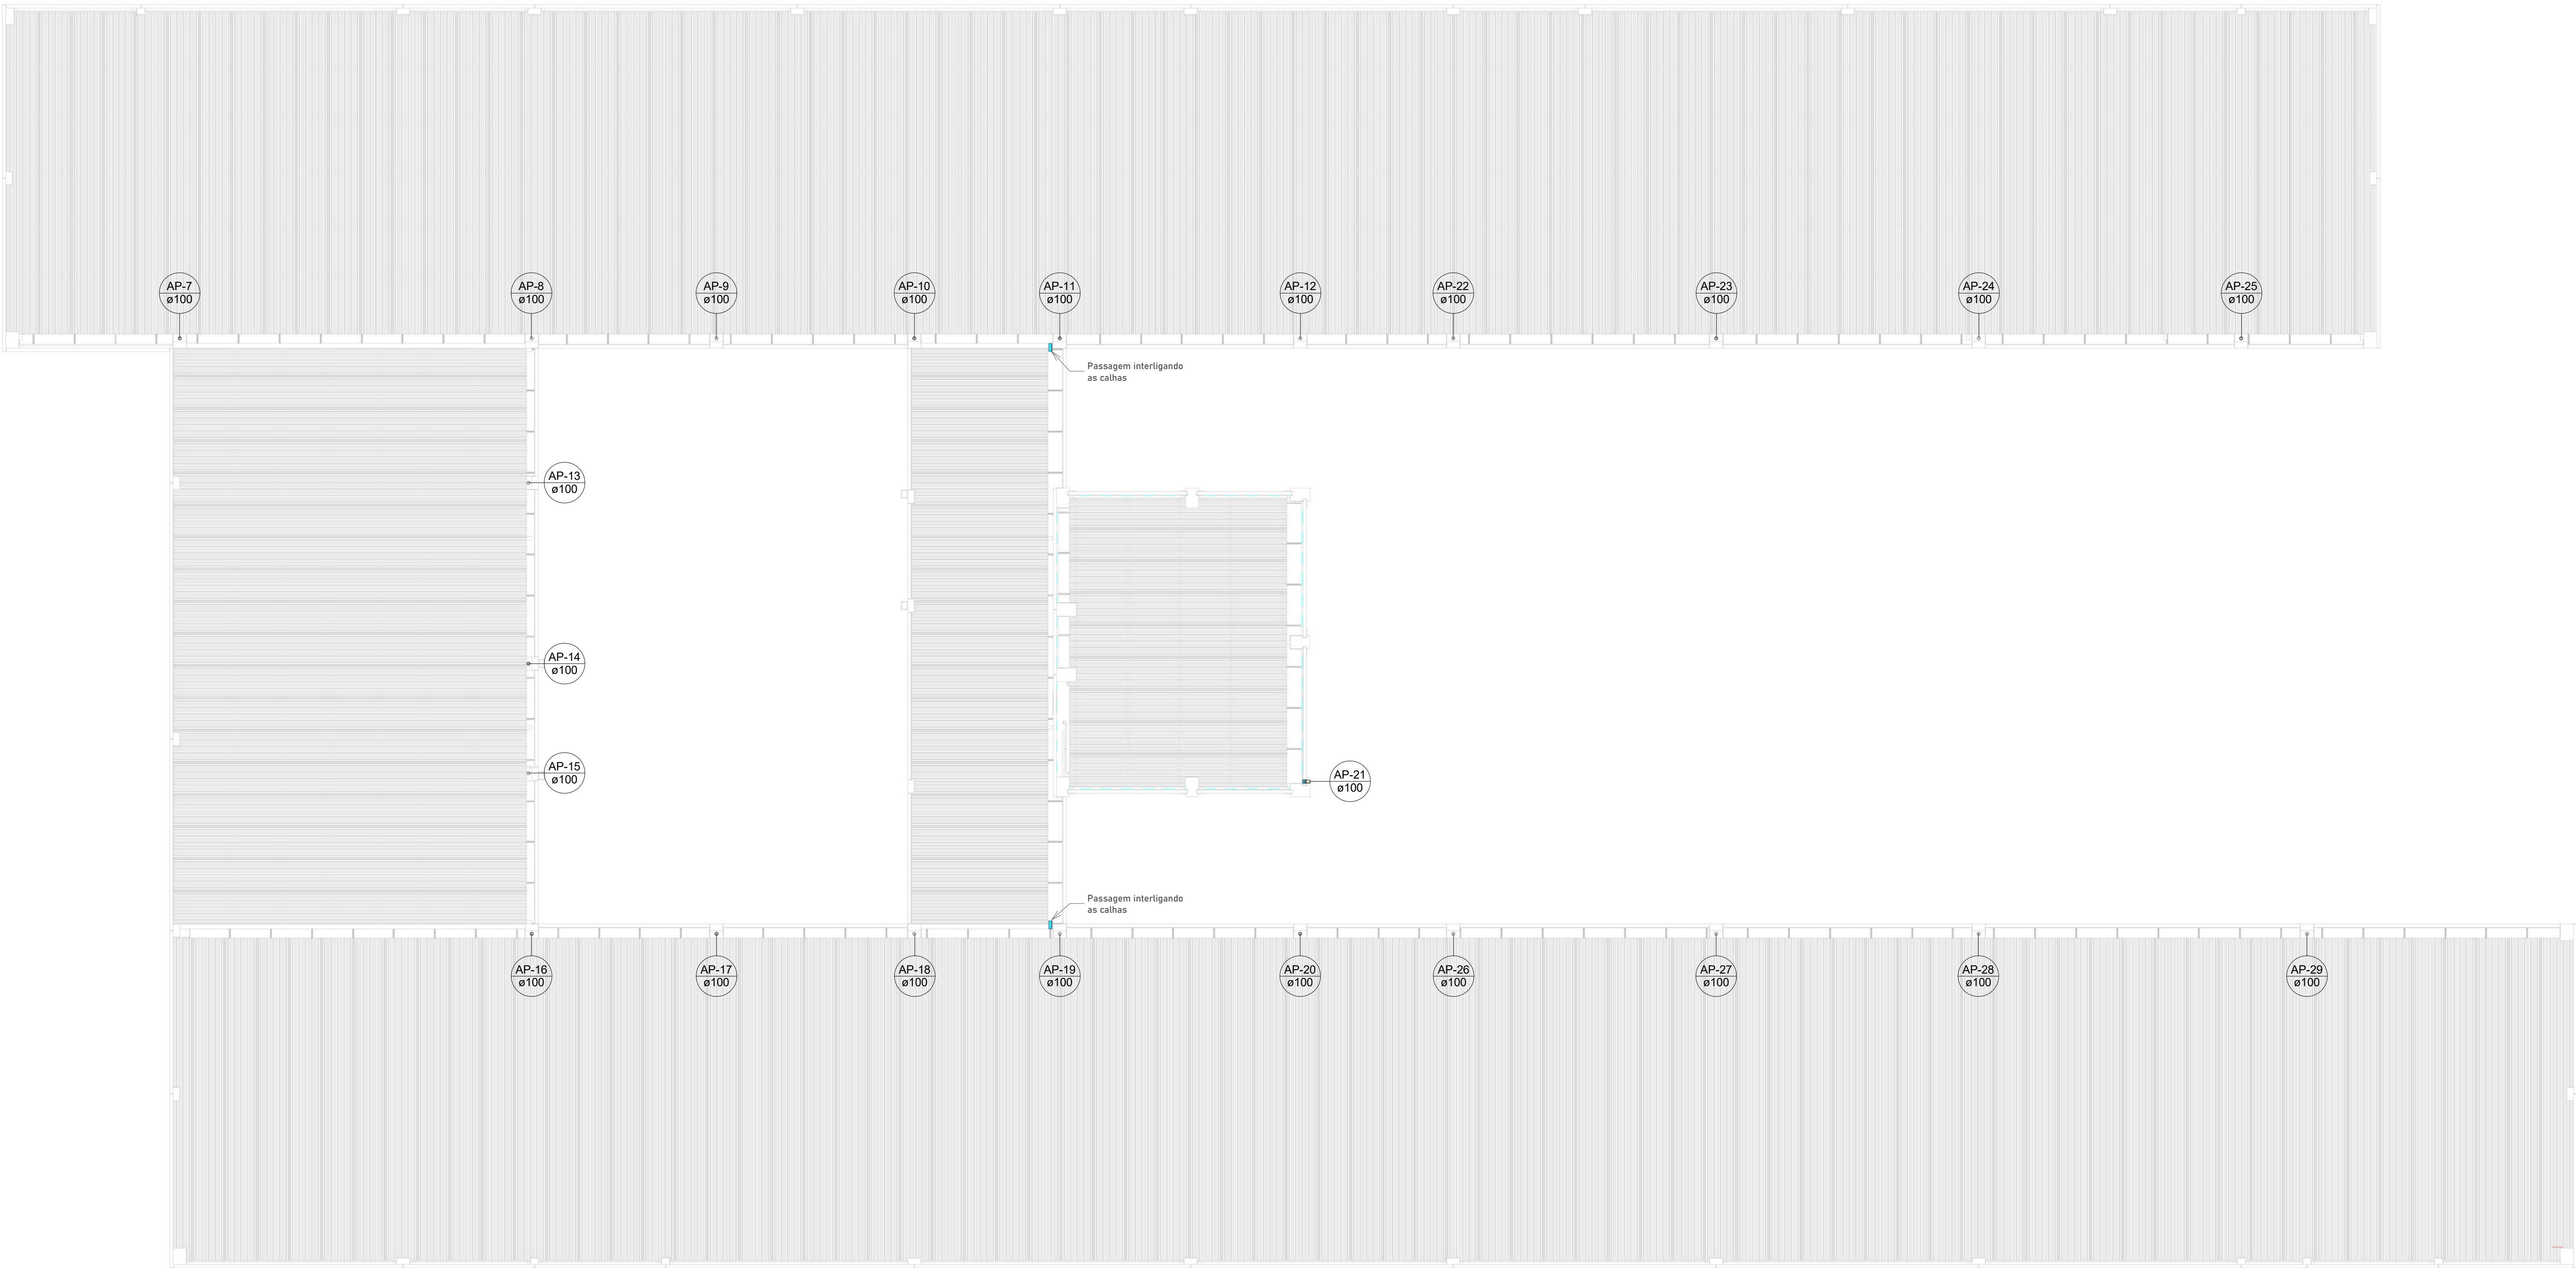 AP-7
ø100
AP-8
ø100
AP-9
ø100
AP-10
ø100
AP-11
ø100
AP-12
ø100
AP-22
ø100
AP-23
ø100
AP-24
ø100
AP-25
ø100
Passagem interligando
as calhas
AP-13
ø100
AP-14
ø100
AP-15
ø100
AP-21
ø100
Passagem interligando
as calhas
AP-16
ø100
AP-17
ø100
AP-18
ø100
AP-19
ø100
AP-20
ø100
AP-26
ø100
AP-27
ø100
AP-28
ø100
AP-29
ø100